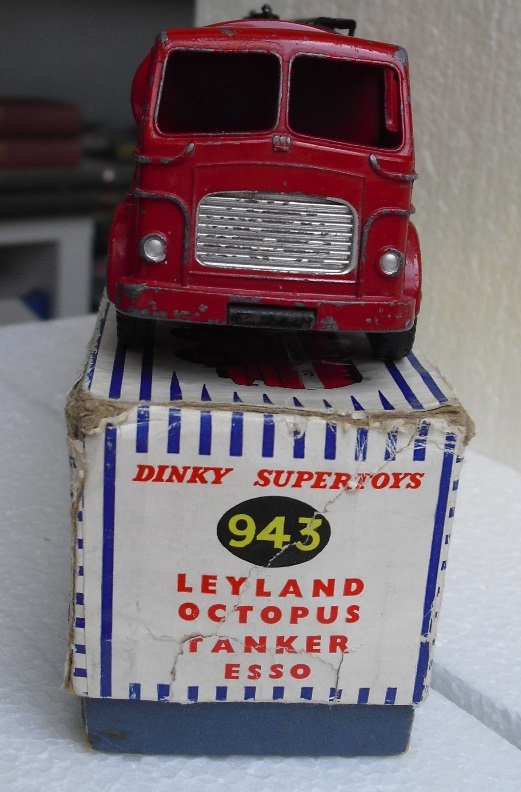 DINKY SUPERTOYS
943
LEYLAND
OCTOPUS
TANKER
ESSO